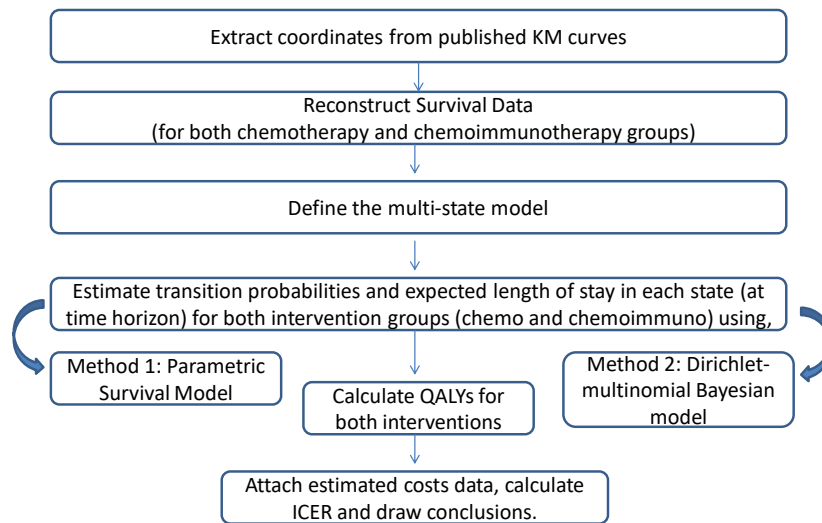 Extract coordinates from published KM curves
Reconstruct Survival Data
(for both chemotherapy and chemoimmunotherapy groups)
Define the multi-state model
Estimate transition probabilities and expected length of stay in each state (at
time horizon) for both intervention groups (chemo and chemoimmuno) using,
Method 1: Parametric
Survival Model
Method 2: Dirichlet-
multinomial Bayesian
model
Calculate QALYs for
both interventions
Attach estimated costs data, calculate
ICER and draw conclusions.